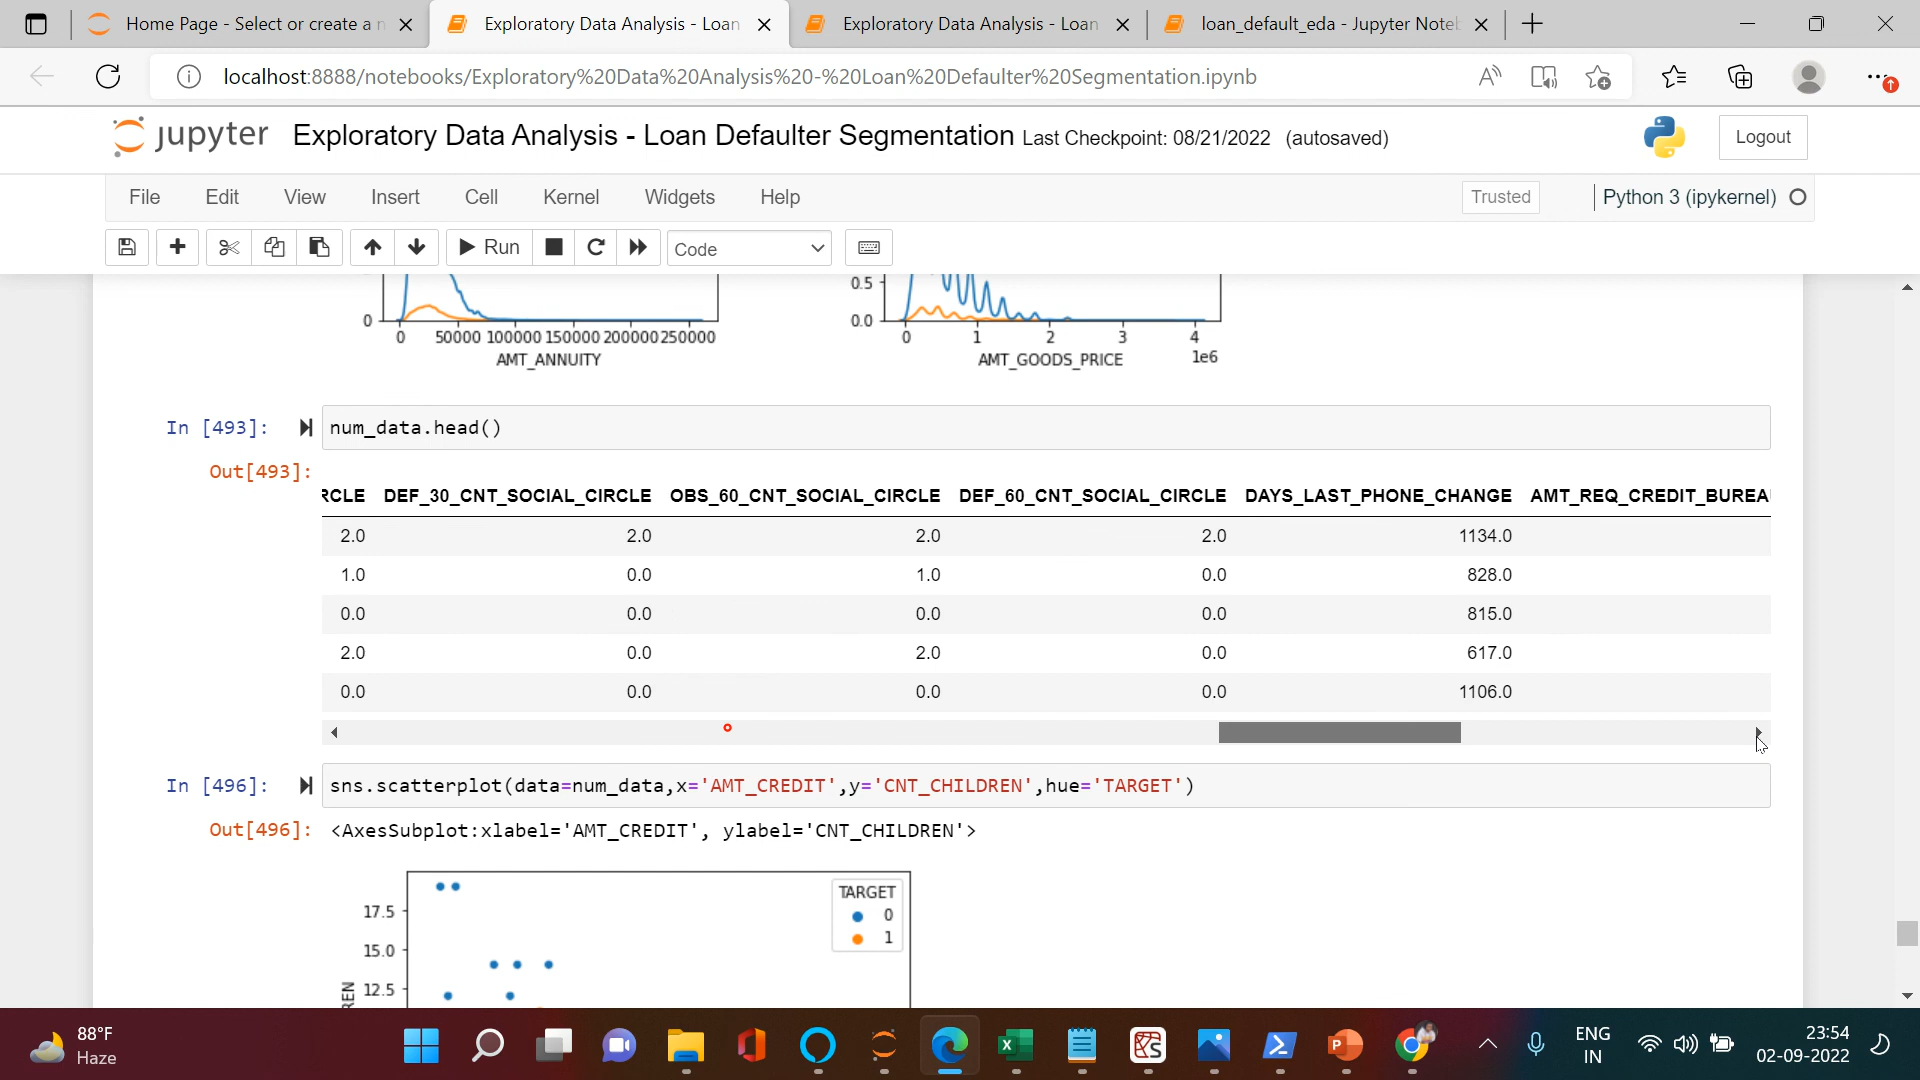 Home Page - Select or create a n
Exploratory Data Analysis - Loan
Exploratory Data Analysis - Loan
loan_default_eda - Jupyter Noteb
localhost:8888/notebooks/Exploratory%20Data%20Analysis%20-%20Loan%20Defaulter%20Segmentation.ipynb
jupyter Exploratory Data Analysis - Loan Defaulter Segmentation Last Checkpoint: 08/21/2022 (autosaved)
Logout
File Edit View Insert Cell Kernel Widgets Help
Trusted
Python 3 (ipykernel)
Run
Code
0
0 50000 100000 150000 200000 250000
AMT_ANNUITY
0.5
0.0
0 1 2 3 4
1e6
AMT_GOODS_PRICE
In [493]: num_data.head()
Out[493]:
RCLE DEF_30_CNT_SOCIAL_CIRCLE OBS_60_CNT_SOCIAL_CIRCLE DEF_60_CNT_SOCIAL_CIRCLE DAYS_LAST_PHONE_CHANGE AMT_REQ_CREDIT_BUREAU
2.0 2.0 2.0 2.0 1134.0
1.0 0.0 1.0 0.0 828.0
0.0 0.0 0.0 0.0 815.0
2.0 0.0 2.0 0.0 617.0
0.0 0.0 0.0 0.0 1106.0
In [496]: sns.scatterplot(data=num_data,x='AMT_CREDIT',y='CNT_CHILDREN',hue='TARGET')
Out[496]: <AxesSubplot:xlabel='AMT_CREDIT', ylabel='CNT_CHILDREN'>
17.5
15.0
12.5
REN
TARGET
0
1
88°F
Haze
ENG
IN
23:54
02-09-2022